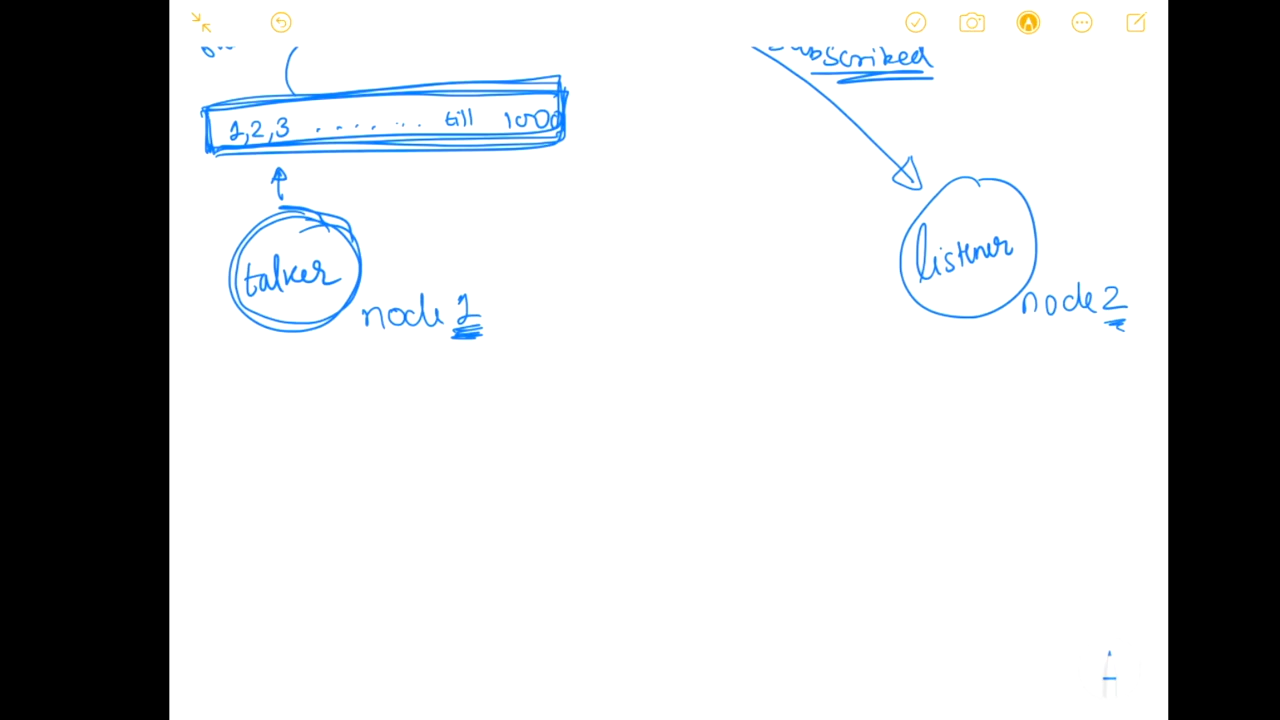 subscribed
1,2,3 ....... till 1000
talker
listener
node 1
node 2